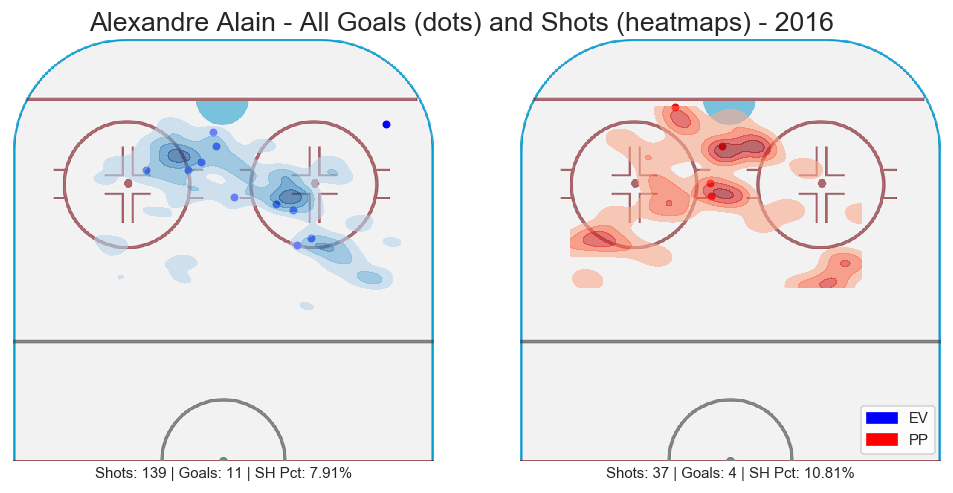 Alexandre Alain - All Goals (dots) and Shots (heatmaps) - 2016
EV
PP
Shots: 139 | Goals: 11 | SH Pct: 7.91%
Shots: 37 | Goals: 4 | SH Pct: 10.81%